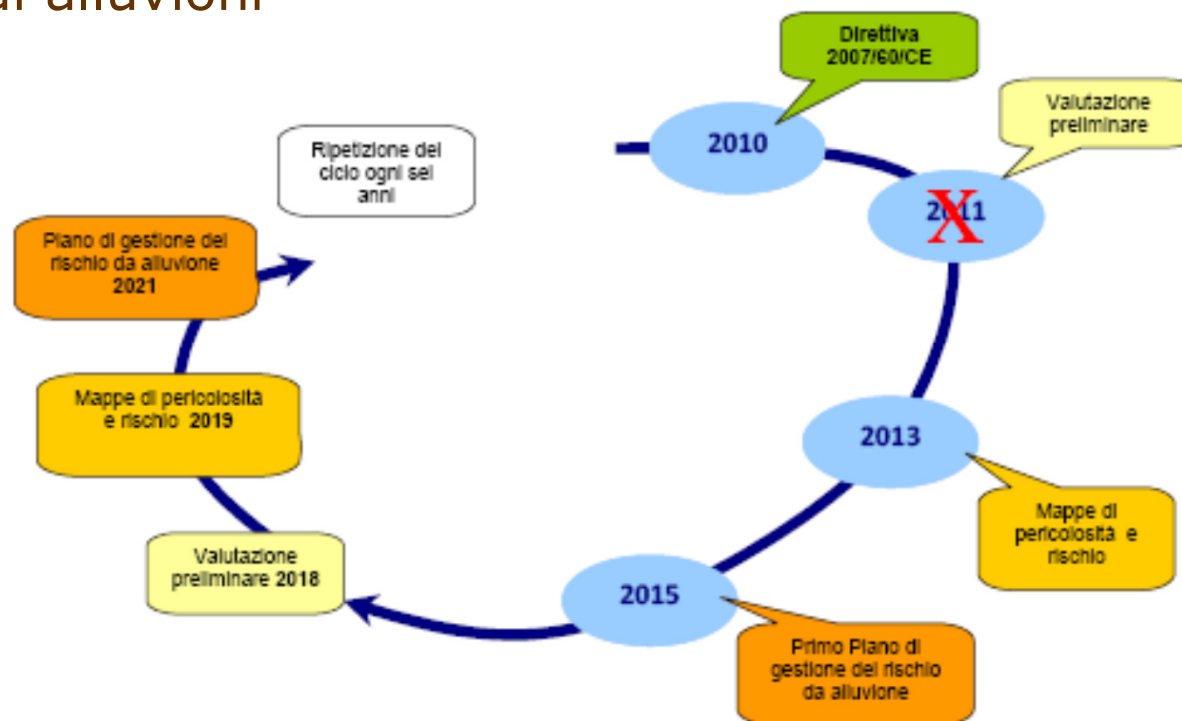 di alluvioni
Direttiva
2007/60/CE
2010
Valutazione
preliminare
2011
X
Ripetizione del
ciclo ogni sei
anni
Piano di gestione del
rischio da alluvione
2021
Mappe di pericolosità
e rischio 2019
2013
Mappe di
pericolosità e
rischio
Valutazione
preliminare 2018
2015
Primo Piano di
gestione del rischio
da alluvione